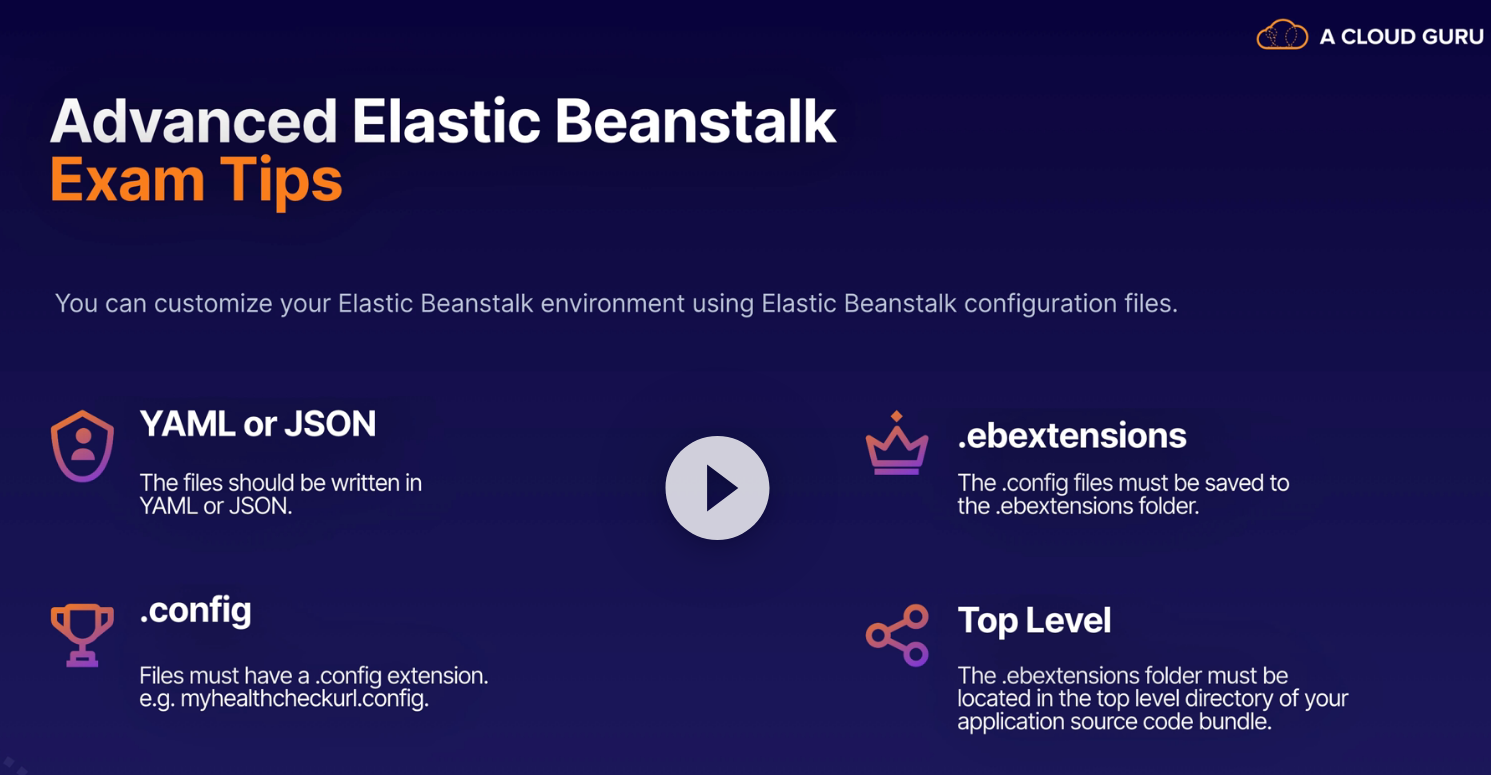 A CLOUD GURU
Advanced Elastic Beanstalk
Exam Tips
You can customize your Elastic Beanstalk environment using Elastic Beanstalk configuration files.
YAML or JSON
The files should be written in
YAML or JSON.
.ebextensions
The .config files must be saved to
the .ebextensions folder.
.config
Files must have a .config extension.
e.g. myhealthcheckurl.config.
Top Level
The .ebextensions folder must be
located in the top level directory of your
application source code bundle.